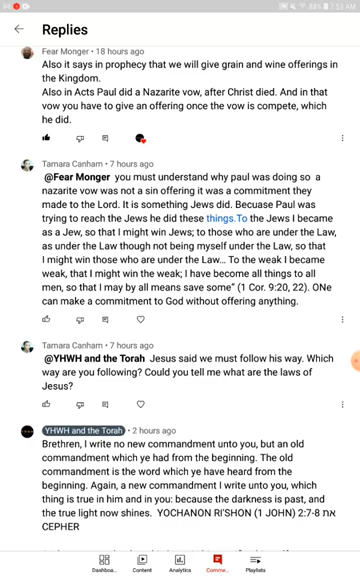 88% 7:53 AM
Replies
Fear Monger • 18 hours ago
Also it says in prophecy that we will give grain and wine offerings in
the Kingdom.
Also in Acts Paul did a Nazarite vow, after Christ died. And in that
vow you have to give an offering once the vow is compete, which
he did.
Tamara Canham • 7 hours ago
@Fear Monger you must understand why paul was doing so a
nazarite vow was not a sin offering it was a commitment they
made to the Lord. It is something Jews did. Becuase Paul was
trying to reach the Jews he did these things.To the Jews I became
as a Jew, so that I might win Jews; to those who are under the Law,
as under the Law though not being myself under the Law, so that
I might win those who are under the Law... To the weak I became
weak, that I might win the weak; I have become all things to all
men, so that I may by all means save some" (1 Cor. 9:20, 22). ONe
can make a commitment to God without offering anything.
Tamara Canham • 7 hours ago
@YHWH and the Torah Jesus said we must follow his way. Which
way are you following? Could you tell me what are the laws of
Jesus?
YHWH and the Torah • 2 hours ago
Brethren, I write no new commandment unto you, but an old
commandment which ye had from the beginning. The old
commandment is the word which ye have heard from the
beginning. Again, a new commandment I write unto you, which
thing is true in him and in you: because the darkness is past, and
the true light now shines. YOCHANON RI'SHON (1 JOHN) 2:7-8 את
CEPHER
Dashboa... Content Analytics Comme... Playlists